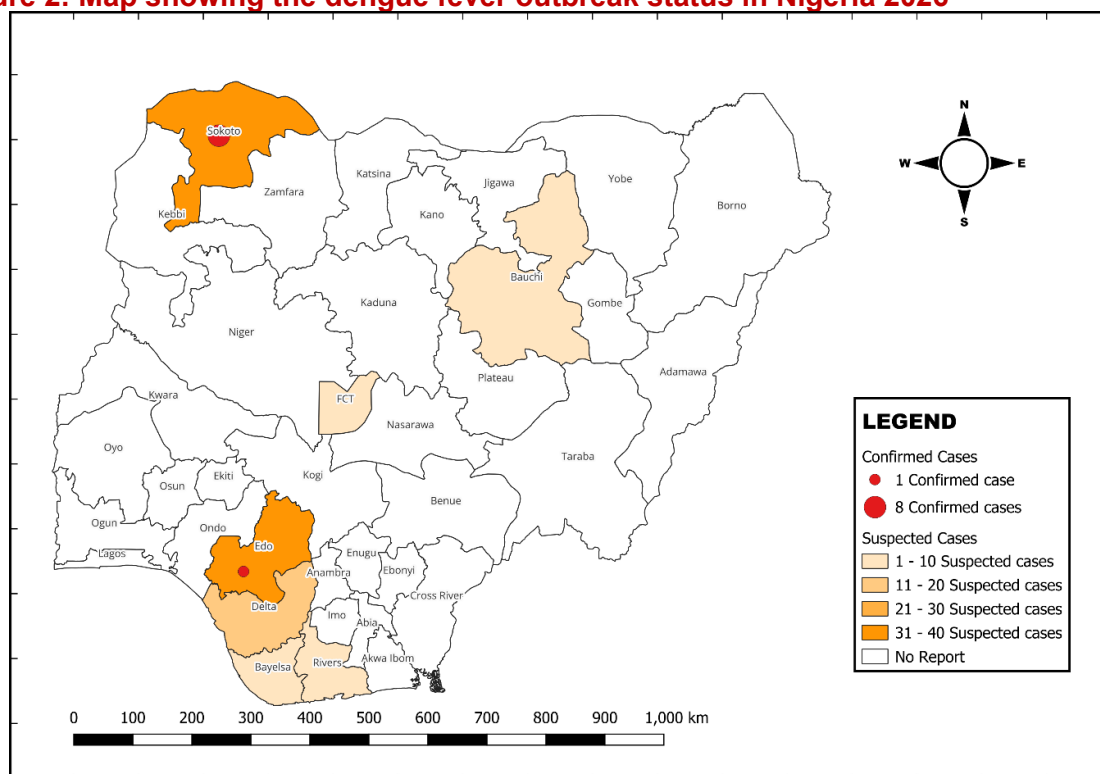 ure 2: Map showing the dengue fever outbreak status in Nigeria 2023
N
W
E
S
Sokoto
Katsina
Jigawa
Yobe
Zamfara
Borno
Kebbi
Kano
Bauchi
Kaduna
Gombe
Niger
Adamawa
Plateau
Kwara
FCT
Nasarawa
Oyo
Taraba
Ekiti
Kogi
Osun
Benue
Ogun
Ondo
Lagos
Edo
Enugu
Anambra
Ebonyi
Cross River
Delta
Imo
Abia
Bayelsa
Rivers
Akwa Ibom
LEGEND
Confirmed Cases
1 Confirmed case
8 Confirmed cases
Suspected Cases
1 - 10 Suspected cases
11 - 20 Suspected cases
21 - 30 Suspected cases
31 - 40 Suspected cases
No Report
0 100 200 300 400 500 600 700 800 900 1,000 km